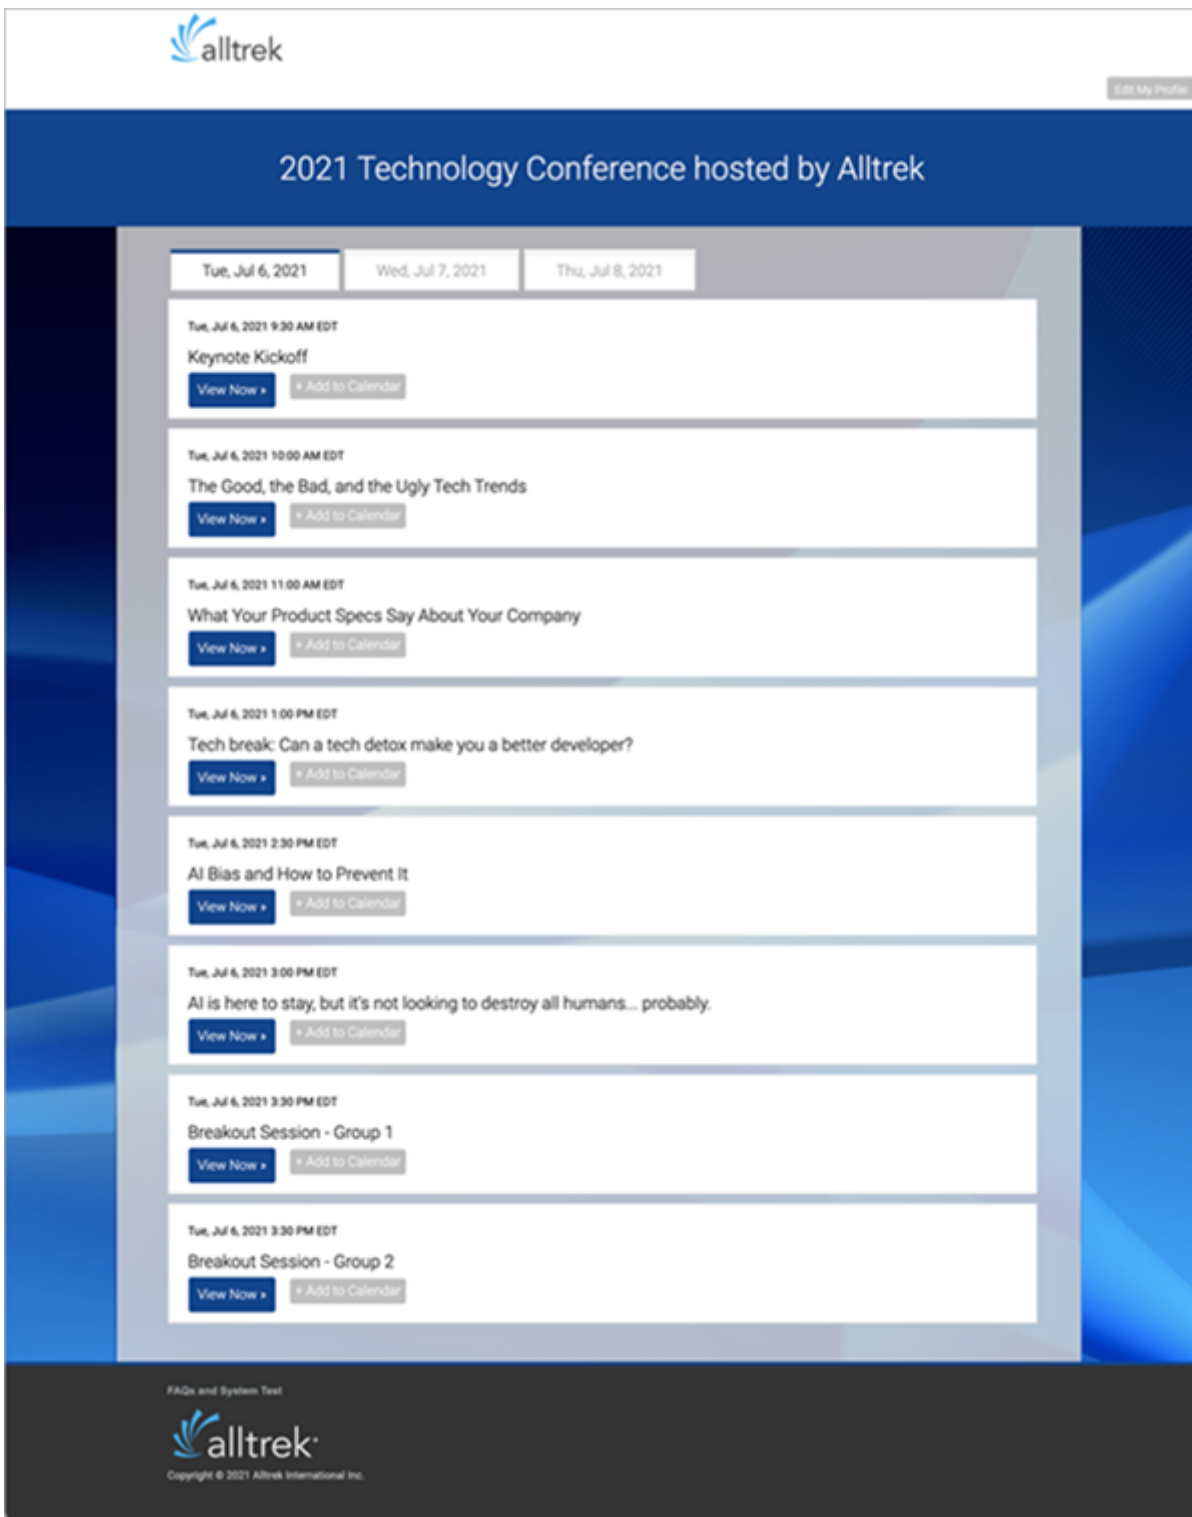 alltrek
Edit My Profile
2021 Technology Conference hosted by Alltrek
Tue, Jul 6, 2021 Wed, Jul 7, 2021 Thu, Jul 8, 2021
Tue, Jul 6, 2021 9:30 AM EDT
Keynote Kickoff
View Now » + Add to Calendar
Tue, Jul 6, 2021 10:00 AM EDT
The Good, the Bad, and the Ugly Tech Trends
View Now » + Add to Calendar
Tue, Jul 6, 2021 11:00 AM EDT
What Your Product Specs Say About Your Company
View Now » + Add to Calendar
Tue, Jul 6, 2021 1:00 PM EDT
Tech break: Can a tech detox make you a better developer?
View Now » + Add to Calendar
Tue, Jul 6, 2021 2:30 PM EDT
AI Bias and How to Prevent It
View Now » + Add to Calendar
Tue, Jul 6, 2021 3:00 PM EDT
AI is here to stay, but it's not looking to destroy all humans... probably.
View Now » + Add to Calendar
Tue, Jul 6, 2021 3:30 PM EDT
Breakout Session - Group 1
View Now » + Add to Calendar
Tue, Jul 6, 2021 3:30 PM EDT
Breakout Session - Group 2
View Now » + Add to Calendar
FAQs and System Test
alltrek
Copyright © 2021 Alltrek International Inc.